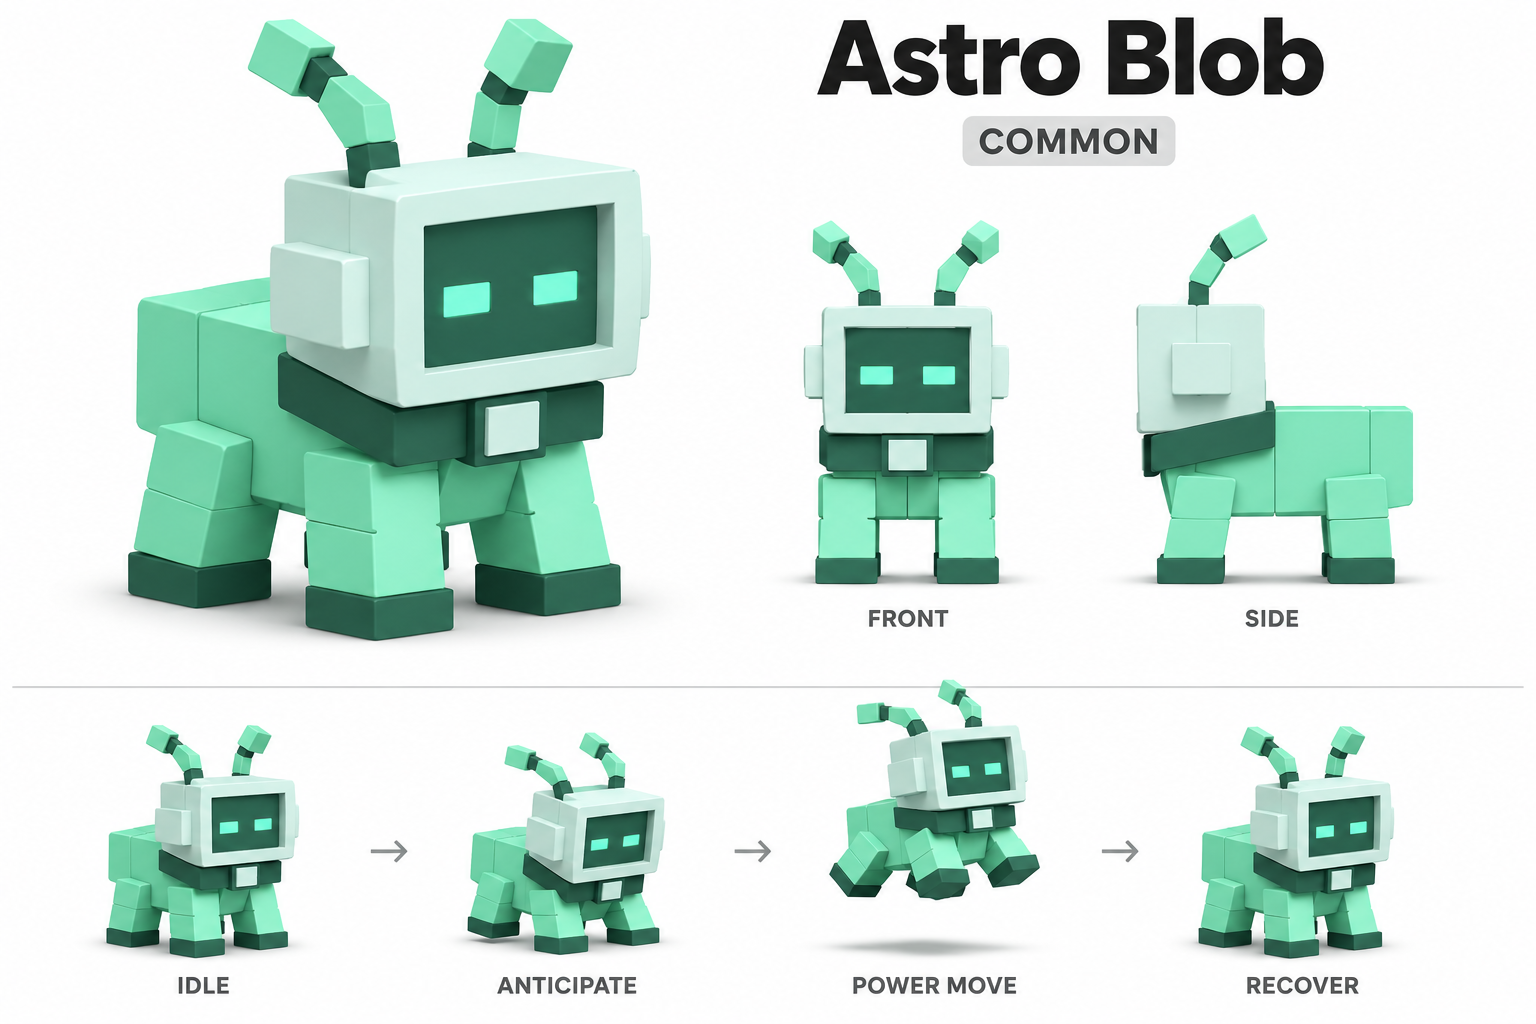 Astro Blob
COMMON
FRONT
SIDE
IDLE
ANTICIPATE
POWER MOVE
RECOVER